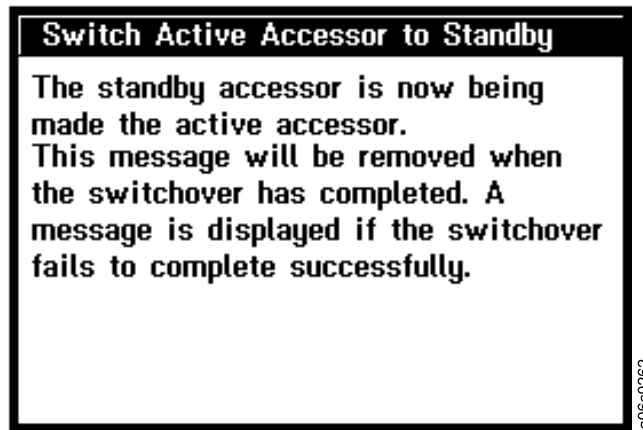 Switch Active Accessor to Standby
The standby accessor is now being
made the active accessor.
This message will be removed when
the switchover has completed. A
message is displayed if the switchover
fails to complete successfully.